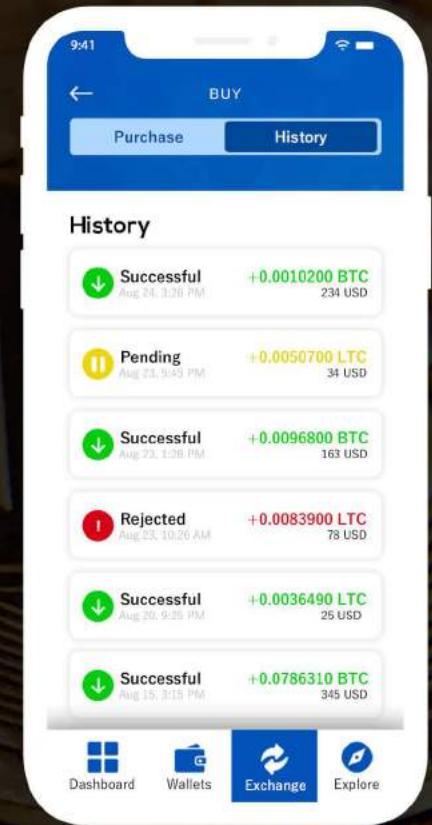 9:41
BUY
Purchase
History
History
Successful
+0.0010200 BTC
Aug 24, 3:26 PM
234 USD
Pending
+0.0050700 LTC
Aug 23, 5:45 PM
34 USD
Successful
+0.0096800 BTC
Aug 23, 1:26 PM
163 USD
Rejected
+0.0083900 LTC
Aug 23, 10:26 AM
78 USD
Successful
+0.0036490 LTC
Aug 20, 9:25 PM
25 USD
Successful
+0.0786310 BTC
Aug 15, 3:15 PM
345 USD
Dashboard
Wallets
Exchange
Explore